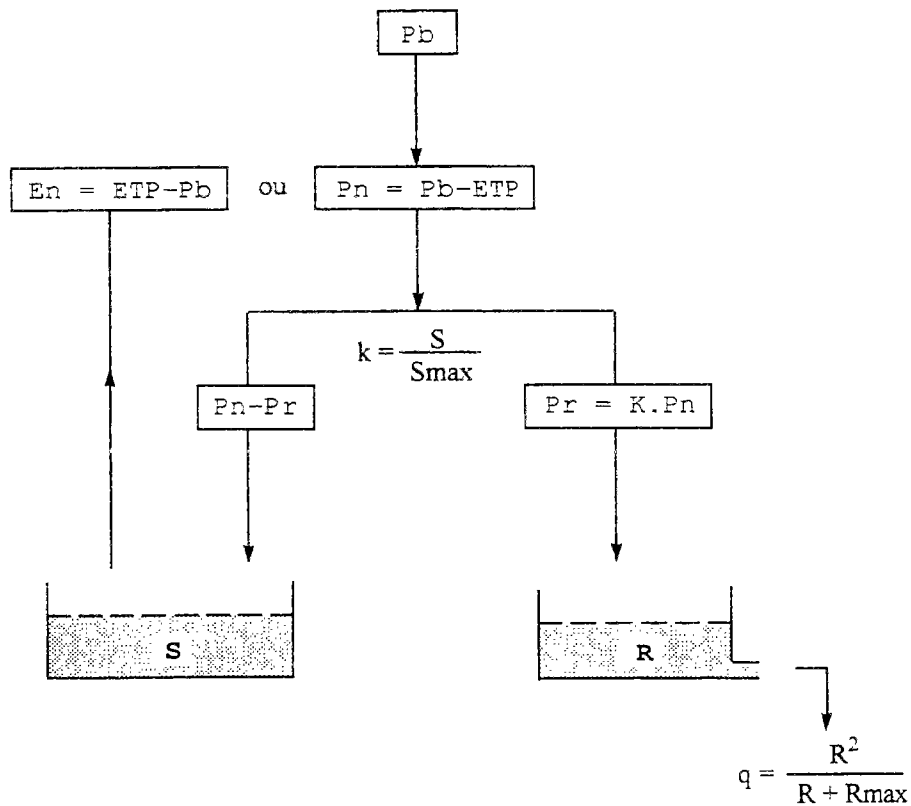 Pb
En = ETP-Pb ou Pn = Pb-ETP
k = S / Smax
Pn-Pr
Pr = K.Pn
S
R
q = R² / R + Rmax